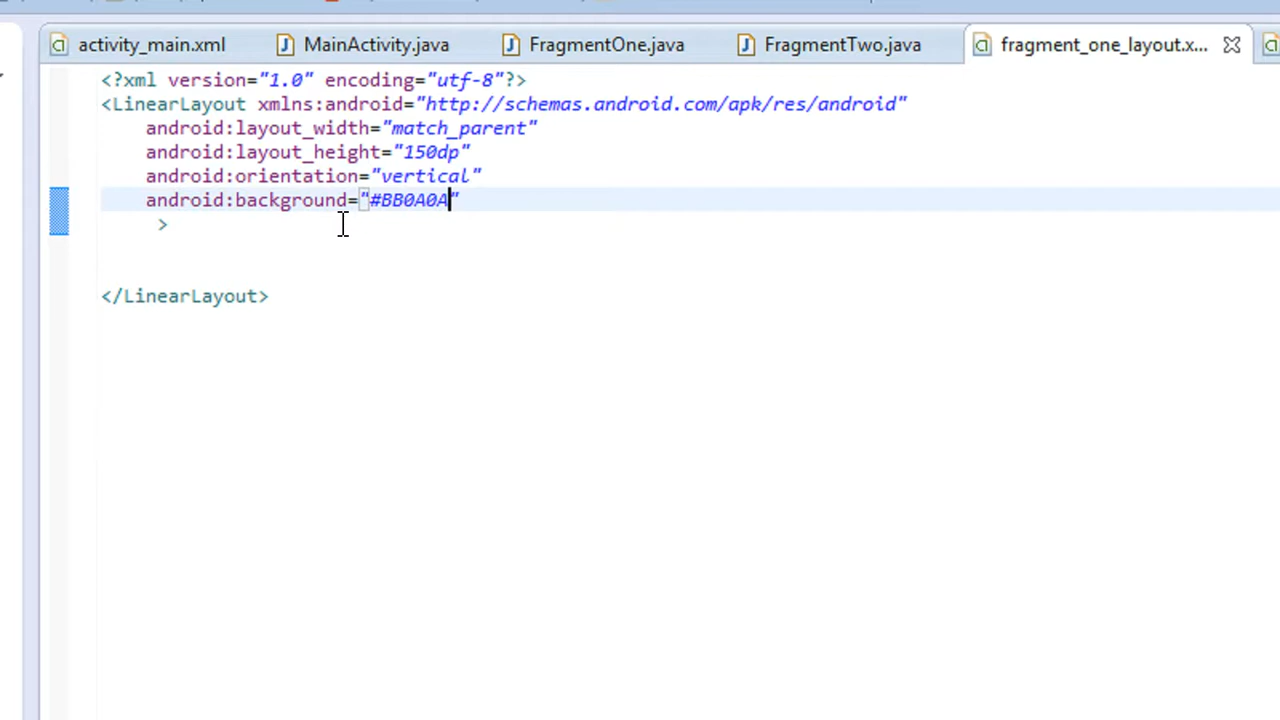 activity_main.xml MainActivity.java FragmentOne.java FragmentTwo.java fragment_one_layout.x...
<?xml version="1.0" encoding="utf-8"?>
<LinearLayout xmlns:android="http://schemas.android.com/apk/res/android"
android:layout_width="match_parent"
android:layout_height="150dp"
android:orientation="vertical"
android:background="#BB0A0A"
>
</LinearLayout>